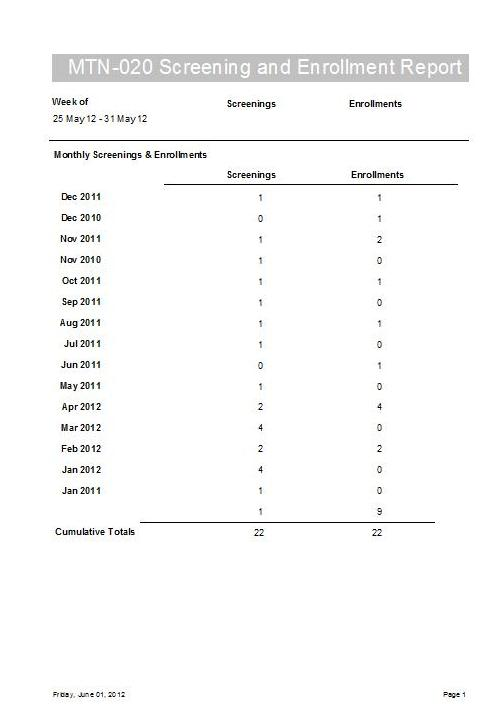 MTN-020 Screening and Enrollment Report
Week of Screenings Enrollments
25 May 12 - 31 May 12
Monthly Screenings & Enrollments
Screenings Enrollments
Dec 2011 1 1
Dec 2010 0 1
Nov 2011 1 2
Nov 2010 1 0
Oct 2011 1 1
Sep 2011 1 0
Aug 2011 1 1
Jul 2011 1 0
Jun 2011 0 1
May 2011 1 0
Apr 2012 2 4
Mar 2012 4 0
Feb 2012 2 2
Jan 2012 4 0
Jan 2011 1 0
1 9
Cumulative Totals 22 22
Friday, June 01, 2012 Page 1